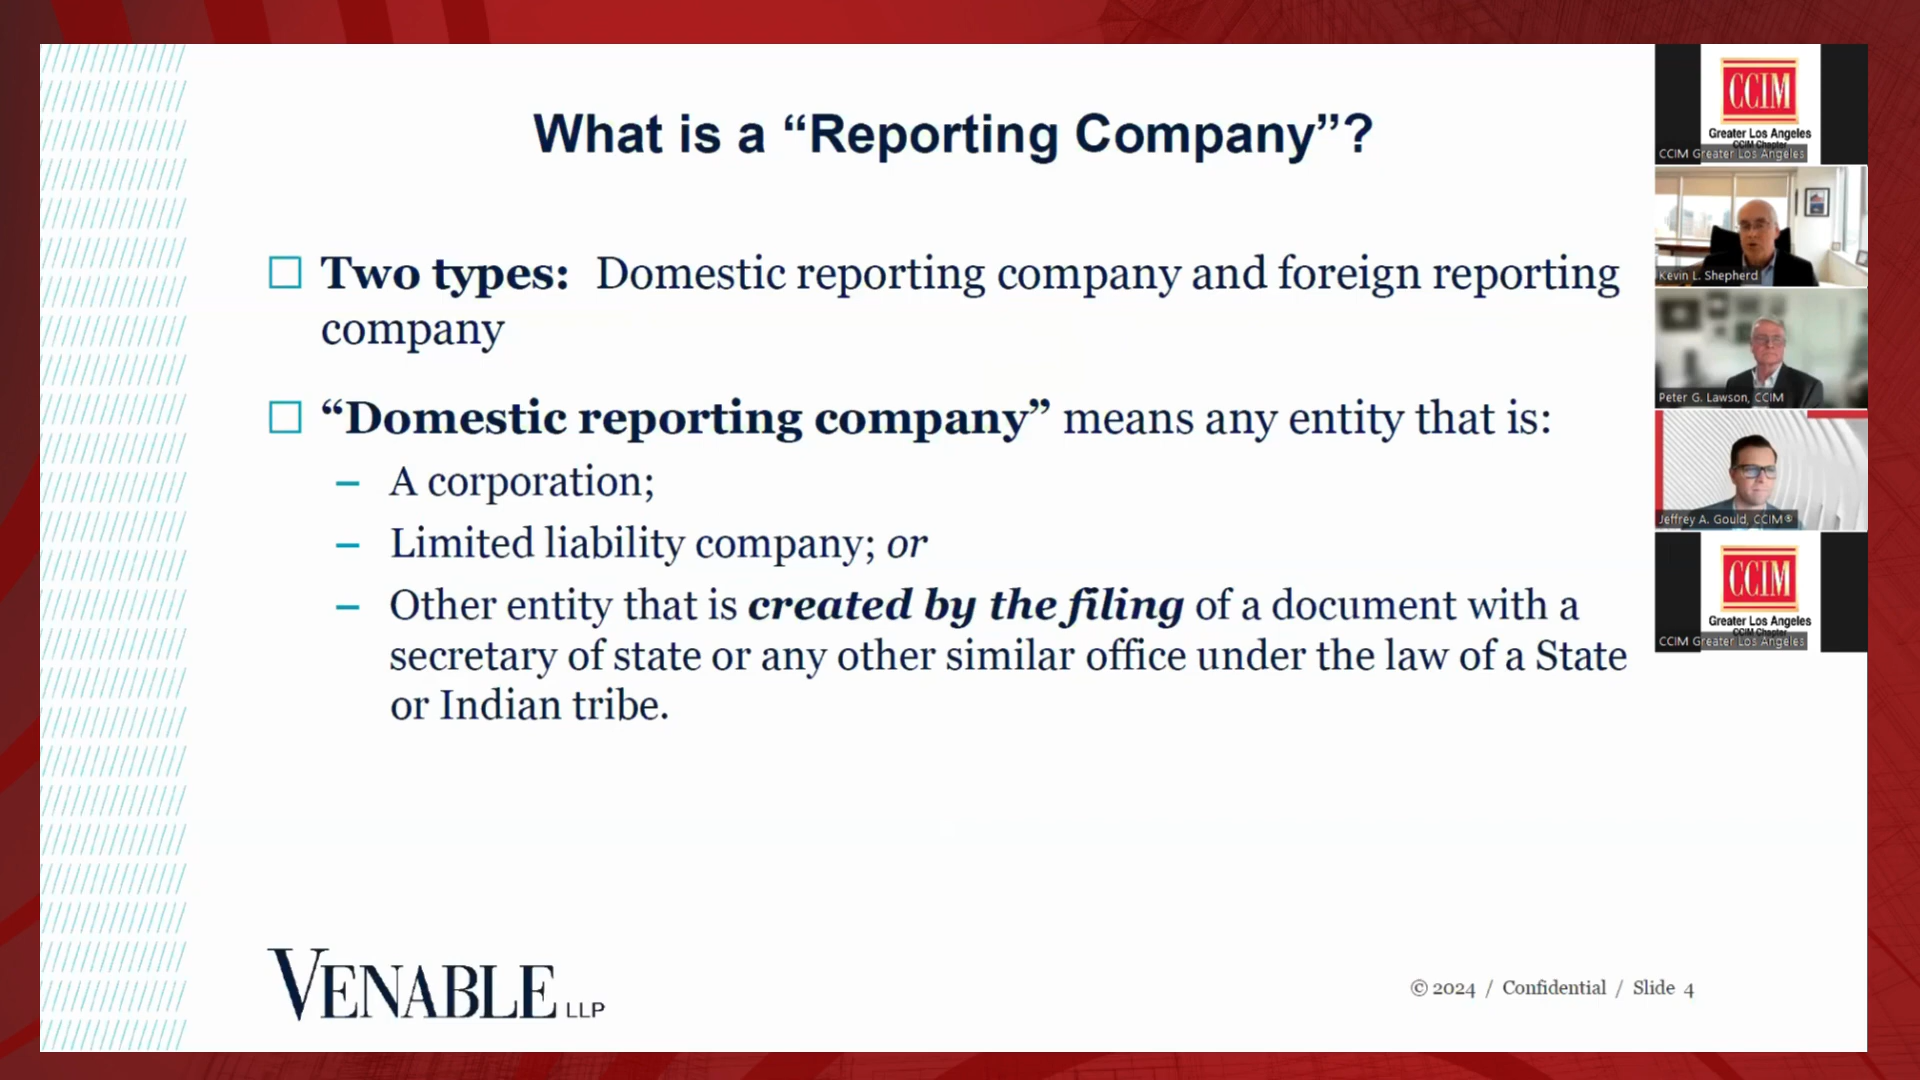 What is a “Reporting Company”?
Two types: Domestic reporting company and foreign reporting
company
“Domestic reporting company” means any entity that is:
– A corporation;
– Limited liability company; or
– Other entity that is created by the filing of a document with a
secretary of state or any other similar office under the law of a State
or Indian tribe.
VENABLE LLP
© 2024 / Confidential / Slide 4
CCIM
Greater Los Angeles
CCIM Chapter
CCIM Greater Los Angeles
Kevin L. Shepherd
Peter G. Lawson, CCIM
Jeffrey A. Gould, CCIM®
CCIM
Greater Los Angeles
CCIM Chapter
CCIM Greater Los Angeles